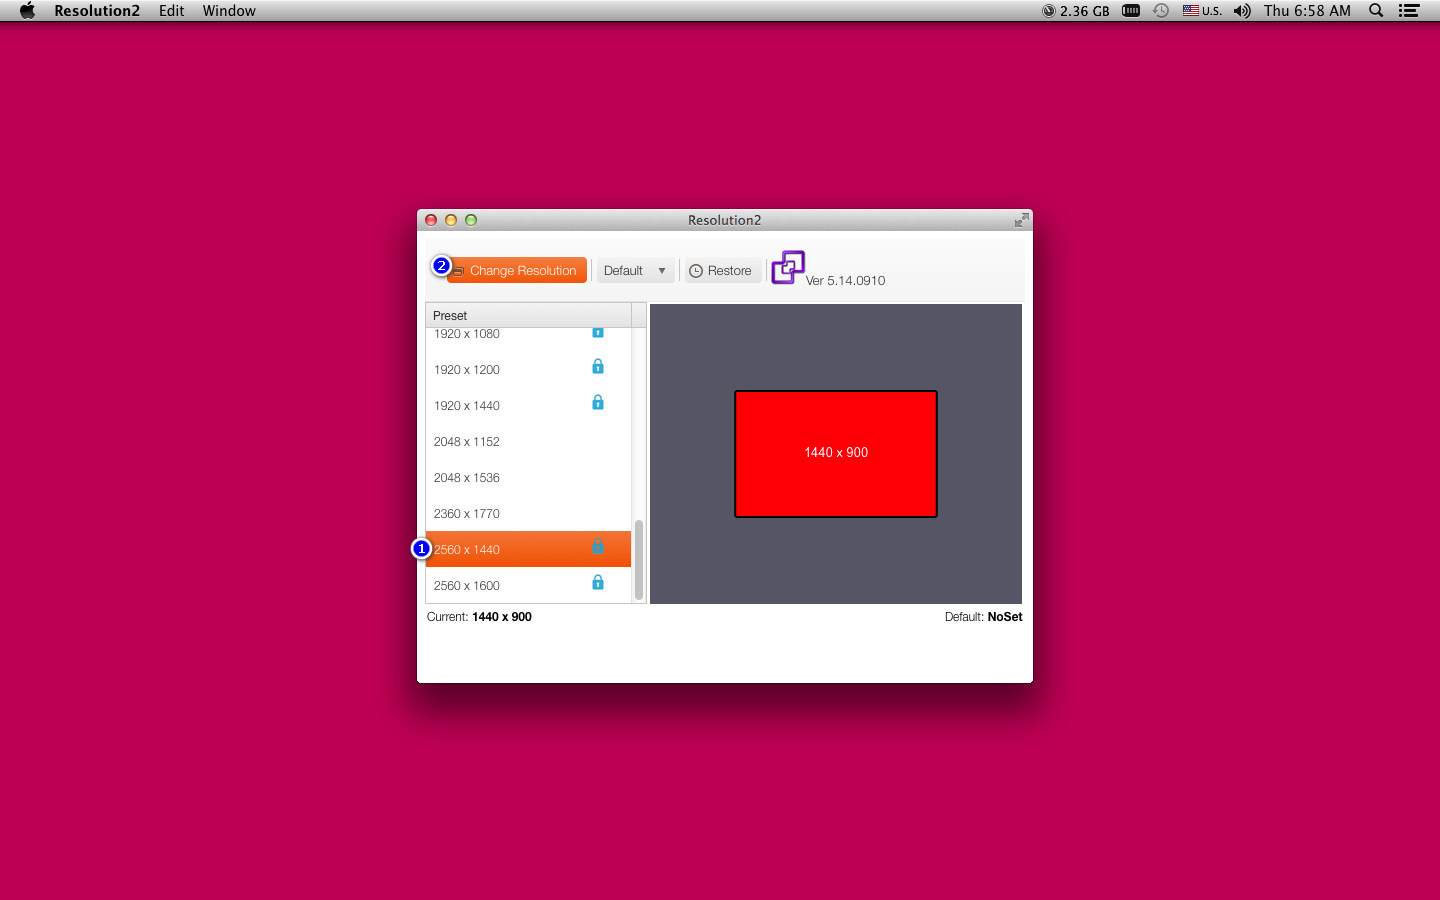 Resolution2 Edit Window 2.36 GB U.S. Thu 6:58 AM
Resolution2
2 Change Resolution Default Restore Ver 5.14.0910
Preset
1920 x 1080
1920 x 1200
1920 x 1440
2048 x 1152
2048 x 1536
2360 x 1770
1 2560 x 1440
2560 x 1600
1440 x 900
Current: 1440 x 900 Default: NoSet